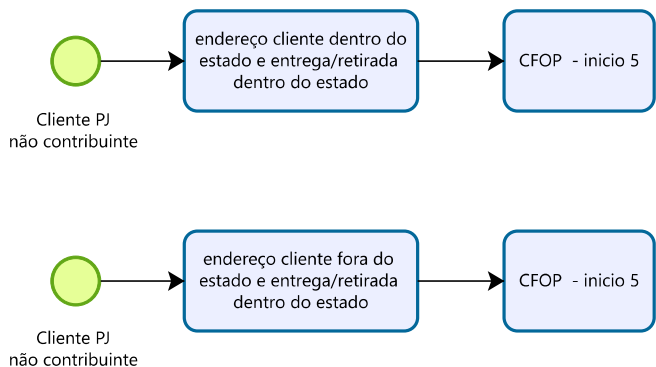 endereço cliente dentro do
estado e entrega/retirada
dentro do estado
CFOP - inicio 5
Cliente PJ
não contribuinte
endereço cliente fora do
estado e entrega/retirada
dentro do estado
CFOP - inicio 5
Cliente PJ
não contribuinte